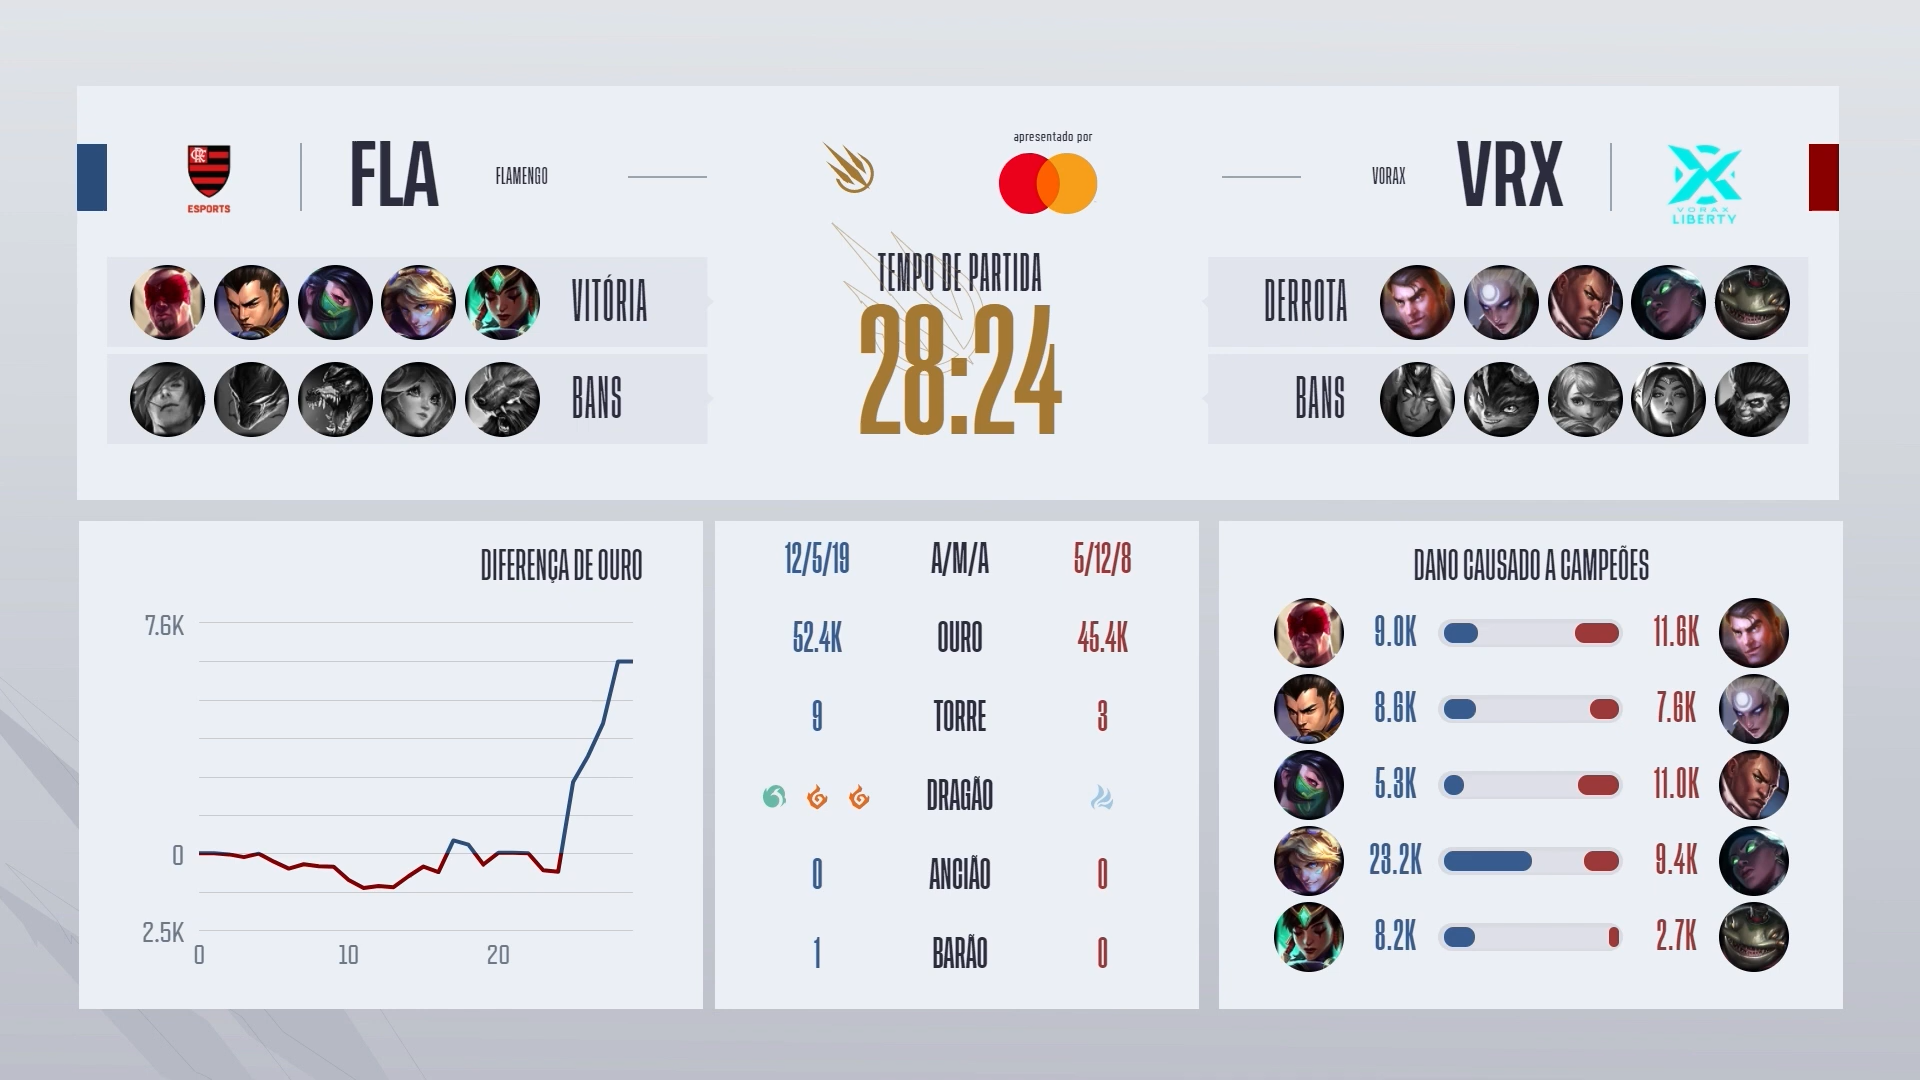 apresentado por
FLA
FLAMENGO
VORAX
VRX
ESPORTS
VORAX
LIBERTY
TEMPO DE PARTIDA
28:24
VITÓRIA
DERROTA
BANS
BANS
DIFERENÇA DE OURO
7.6K
0
2.5K
0 10 20
12/5/19 A/M/A 5/12/8
52.4K OURO 45.4K
9 TORRE 3
DRAGÃO
0 ANCIÃO 0
1 BARÃO 0
DANO CAUSADO A CAMPEÕES
9.0K 11.6K
8.6K 7.6K
5.3K 11.0K
23.2K 9.4K
8.2K 2.7K